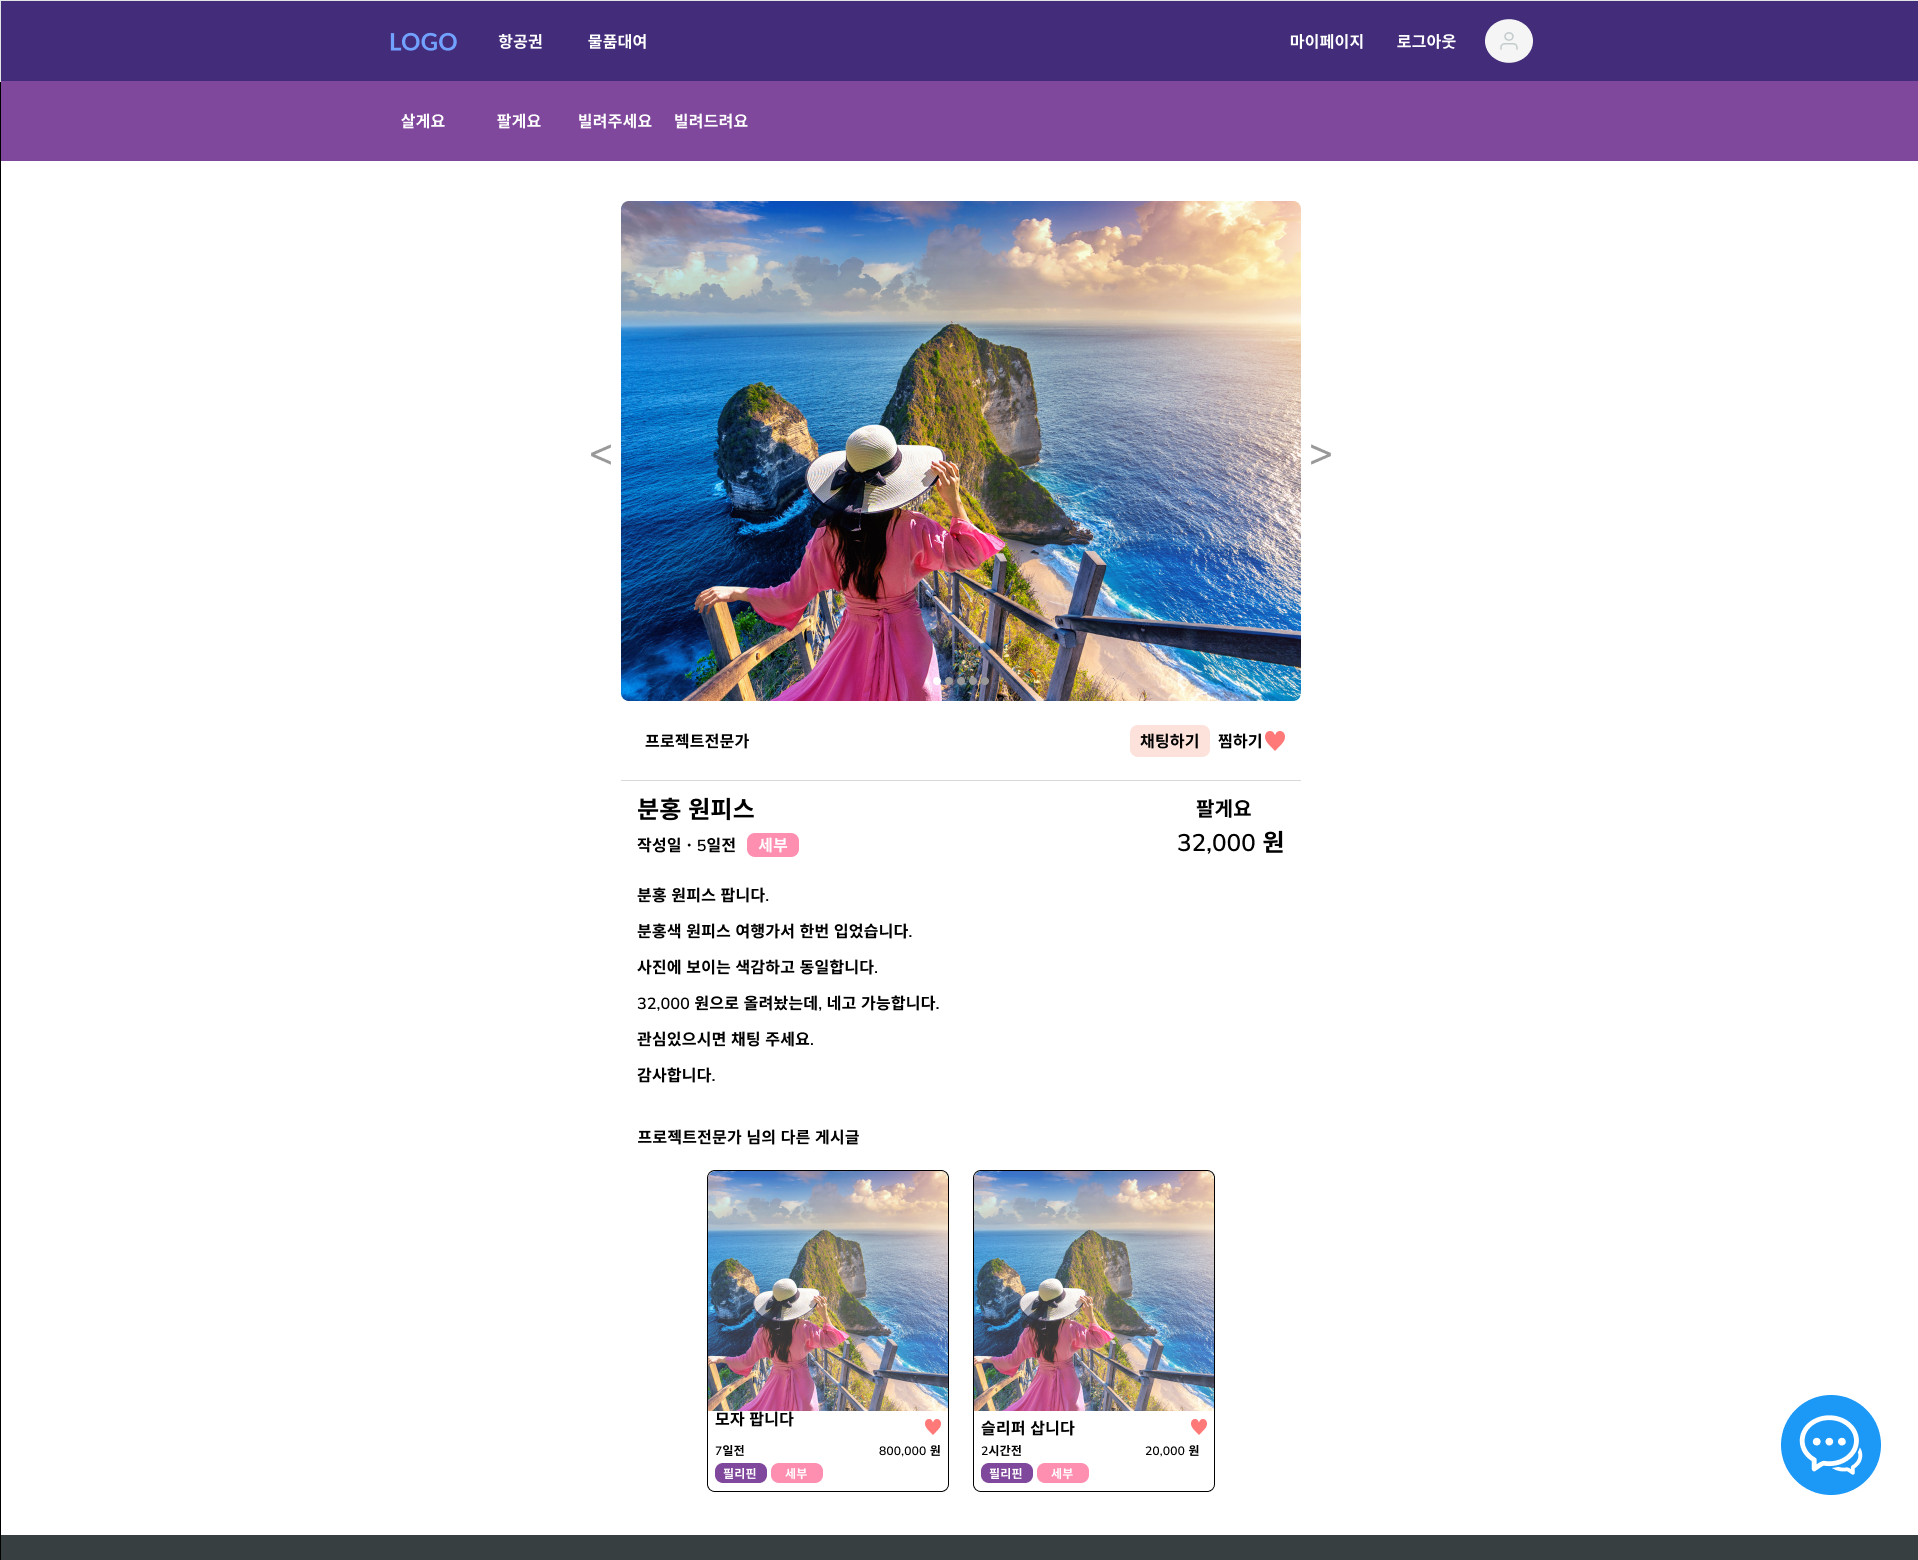 LOGO 항공권 물품대여 마이페이지 로그아웃
살게요 팔게요 빌려주세요 빌려드려요
< >
프로젝트전문가 채팅하기 찜하기
분홍 원피스 팔게요
작성일 · 5일전 세부 32,000 원
분홍 원피스 팝니다.
분홍색 원피스 여행가서 한번 입었습니다.
사진에 보이는 색감하고 동일합니다.
32,000 원으로 올려놨는데, 네고 가능합니다.
관심있으시면 채팅 주세요.
감사합니다.
프로젝트전문가 님의 다른 게시글
모자 팝니다
7일전 800,000 원
필리핀 세부
슬리퍼 삽니다
2시간전 20,000 원
필리핀 세부